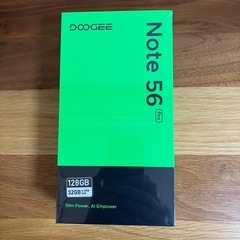 DOOGEE
Note 56
Pro
128GB
32GB
Slim Power, AI Empower